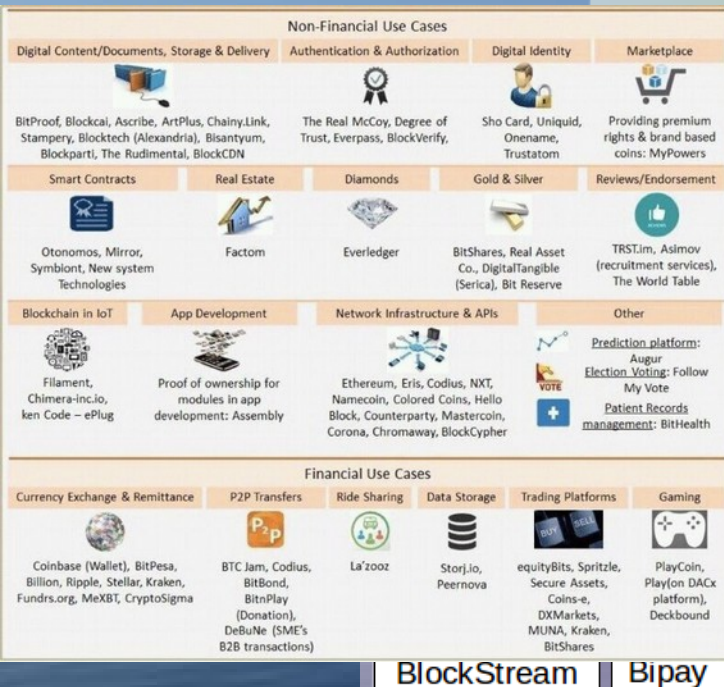 Non-Financial Use Cases
Digital Content/Documents, Storage & Delivery
BitProof, Blockcai, Ascribe, ArtPlus, Chainy.Link,
Stampery, Blocktech (Alexandria), Bisantyum,
Blockparti, The Rudimental, BlockCDN
Authentication & Authorization
The Real McCoy, Degree of
Trust, Everpass, BlockVerify,
Digital Identity
Sho Card, Uniquid,
Onename,
Trustatom
Marketplace
Providing premium
rights & brand based
coins: MyPowers
Smart Contracts
Otonomos, Mirror,
Symbiont, New system
Technologies
Real Estate
Factom
Diamonds
Everledger
Gold & Silver
BitShares, Real Asset
Co., DigitalTangible
(Serica), Bit Reserve
Reviews/Endorsement
REVIEWS
TRST.im, Asimov
(recruitment services),
The World Table
Blockchain in IoT
Filament,
Chimera-inc.io,
ken Code – ePlug
App Development
Proof of ownership for
modules in app
development: Assembly
Network Infrastructure & APIs
Ethereum, Eris, Codius, NXT,
Namecoin, Colored Coins, Hello
Block, Counterparty, Mastercoin,
Corona, Chromaway, BlockCypher
Other
Prediction platform:
Augur
VOTE
Election Voting: Follow
My Vote
Patient Records
management: BitHealth
Financial Use Cases
Currency Exchange & Remittance
Coinbase (Wallet), BitPesa,
Billion, Ripple, Stellar, Kraken,
Fundrs.org, MeXBT, CryptoSigma
P2P Transfers
P2P
BTC Jam, Codius,
BitBond,
BitnPlay
(Donation),
DeBuNe (SME's
B2B transactions)
Ride Sharing
La'zooz
Data Storage
Storj.io,
Peernova
Trading Platforms
BUY SELL
equityBits, Spritzle,
Secure Assets,
Coins-e,
DXMarkets,
MUNA, Kraken,
BitShares
Gaming
PlayCoin,
Play(on DACx
platform),
Deckbound
BlockStream
Bipay